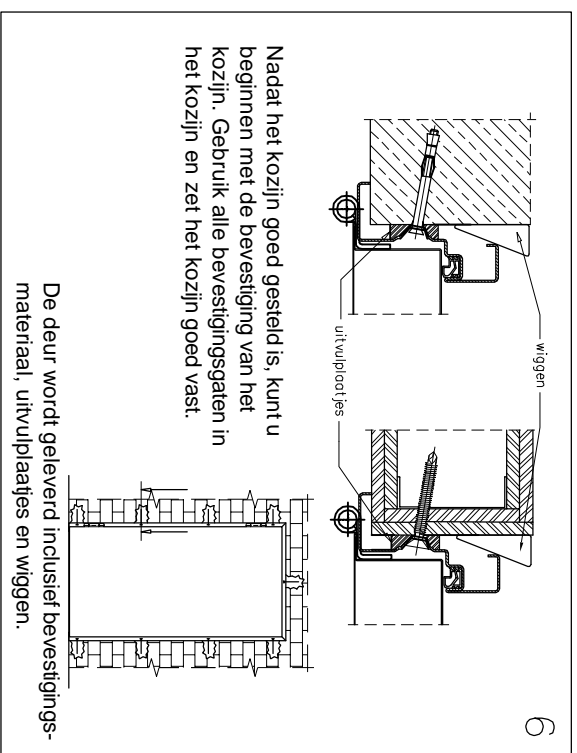 6
wiggen
uitvulplaatjes
Nadat het kozijn goed gesteld is, kunt u
beginnen met de bevestiging van het
kozijn. Gebruik alle bevestigingsgaten in
het kozijn en zet het kozijn goed vast.
De deur wordt geleverd inclusief bevestigings-
materiaal, uitvulplaatjes en wiggen.